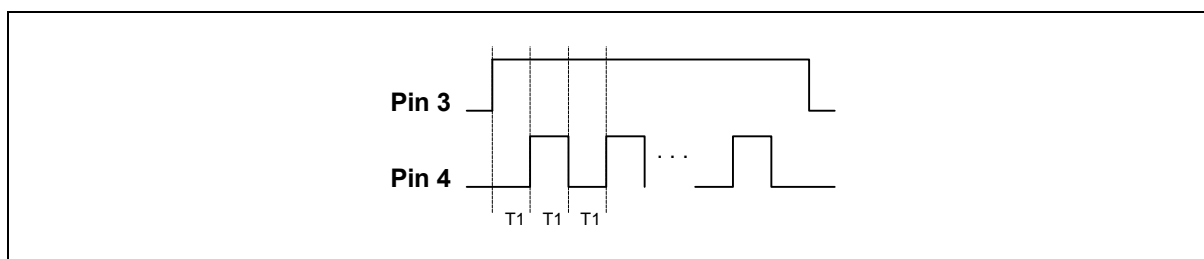 Pin 3
. . .
Pin 4
T1 T1 T1